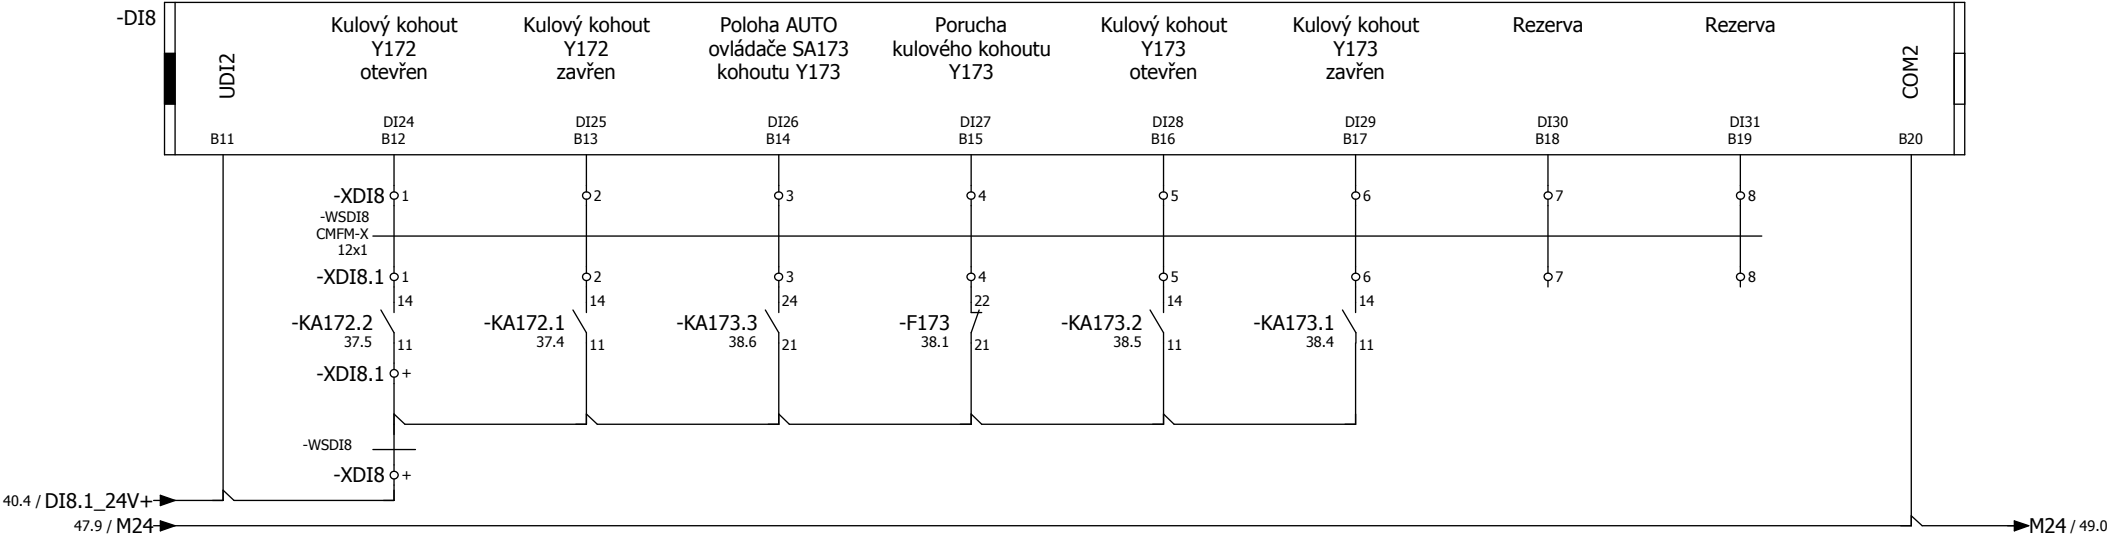 -DI8
UDI2
Kulový kohout
Y172
otevřen
Kulový kohout
Y172
zavřen
Poloha AUTO
ovládače SA173
kohoutu Y173
Porucha
kulového kohoutu
Y173
Kulový kohout
Y173
otevřen
Kulový kohout
Y173
zavřen
Rezerva
Rezerva
COM2
DI24 DI25 DI26 DI27 DI28 DI29 DI30 DI31
B11 B12 B13 B14 B15 B16 B17 B18 B19 B20
-XDI8 1 2 3 4 5 6 7 8
-WSDI8
CMFM-X
12x1
-XDI8.1 1 2 3 4 5 6 7 8
14 14 24 22 14 14
-KA172.2 -KA172.1 -KA173.3 -F173 -KA173.2 -KA173.1
37.5 11 37.4 11 38.6 21 38.1 21 38.5 11 38.4 11
-XDI8.1 +
-WSDI8
-XDI8 +
40.4 / DI8.1_24V+
47.9 / M24 M24 / 49.0